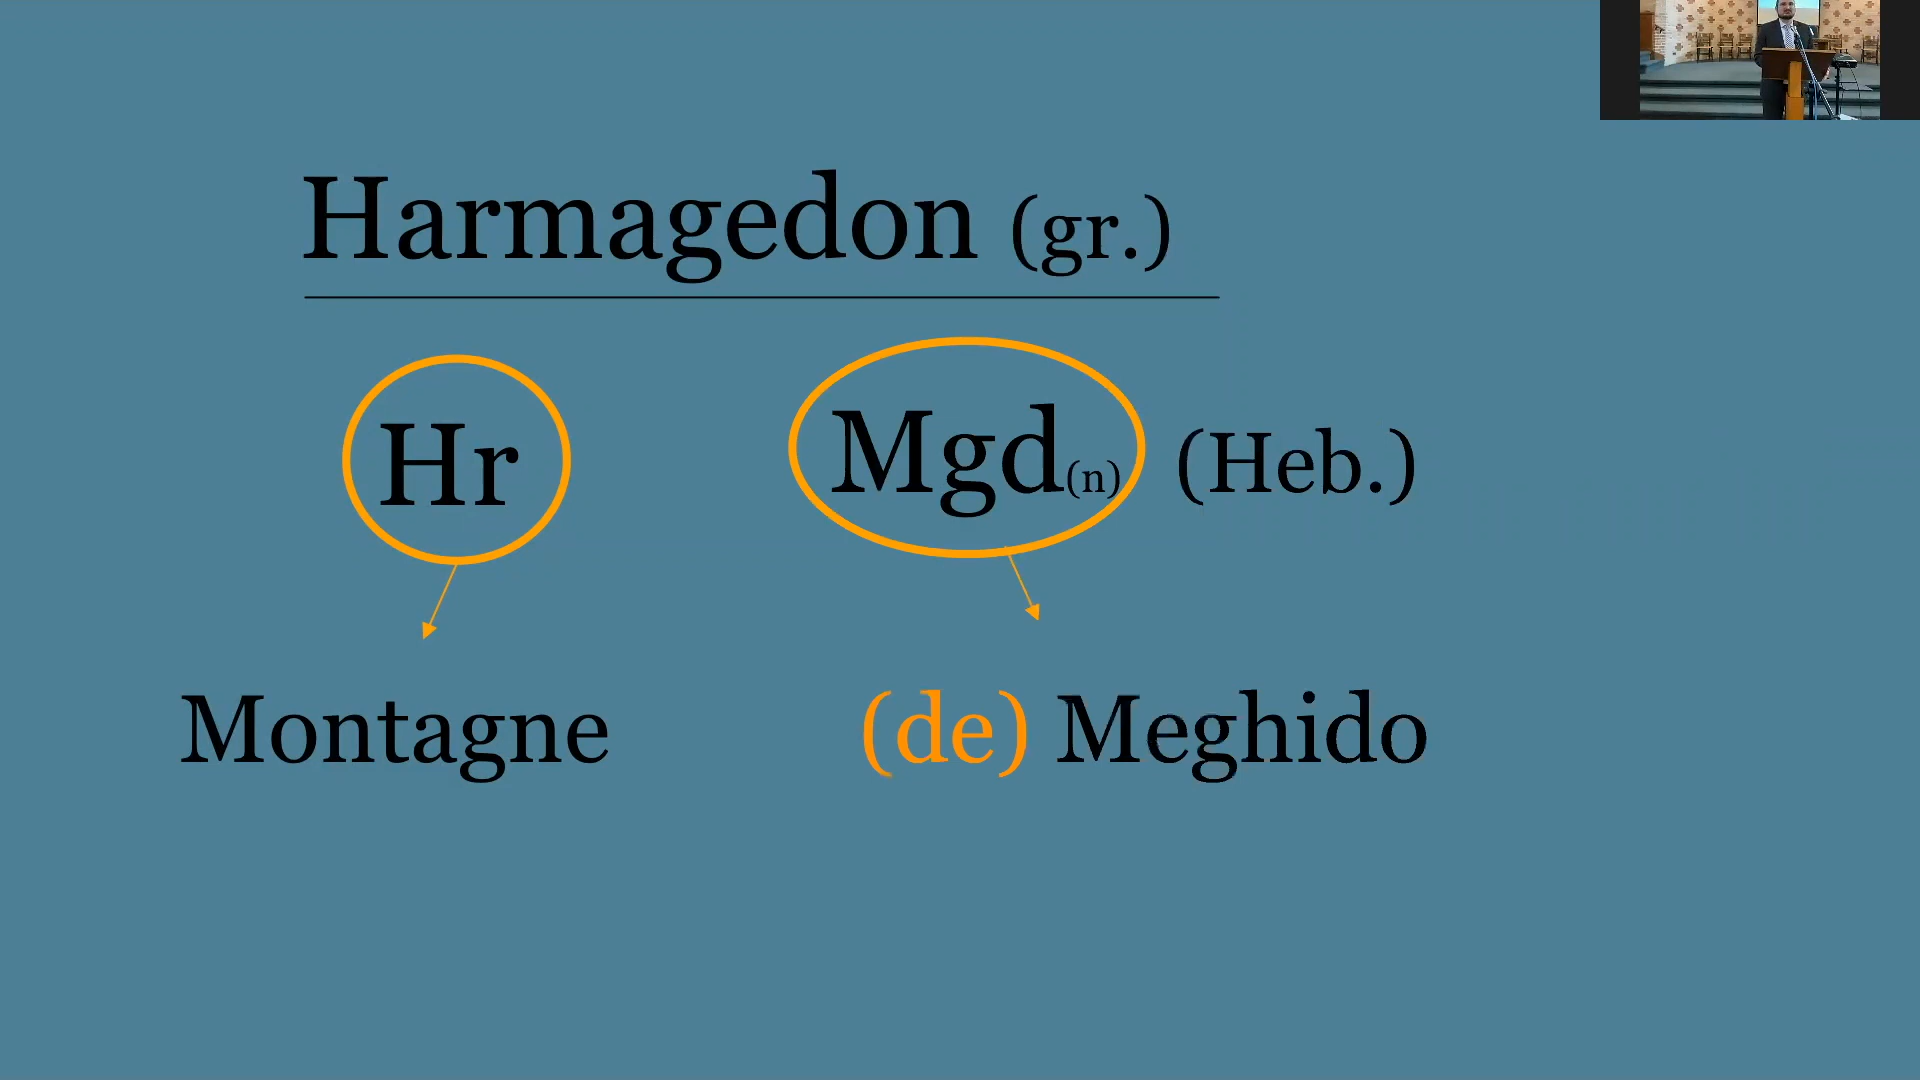 Harmagedon (gr.)
Hr Mgd(n) (Heb.)
Montagne (de) Meghido